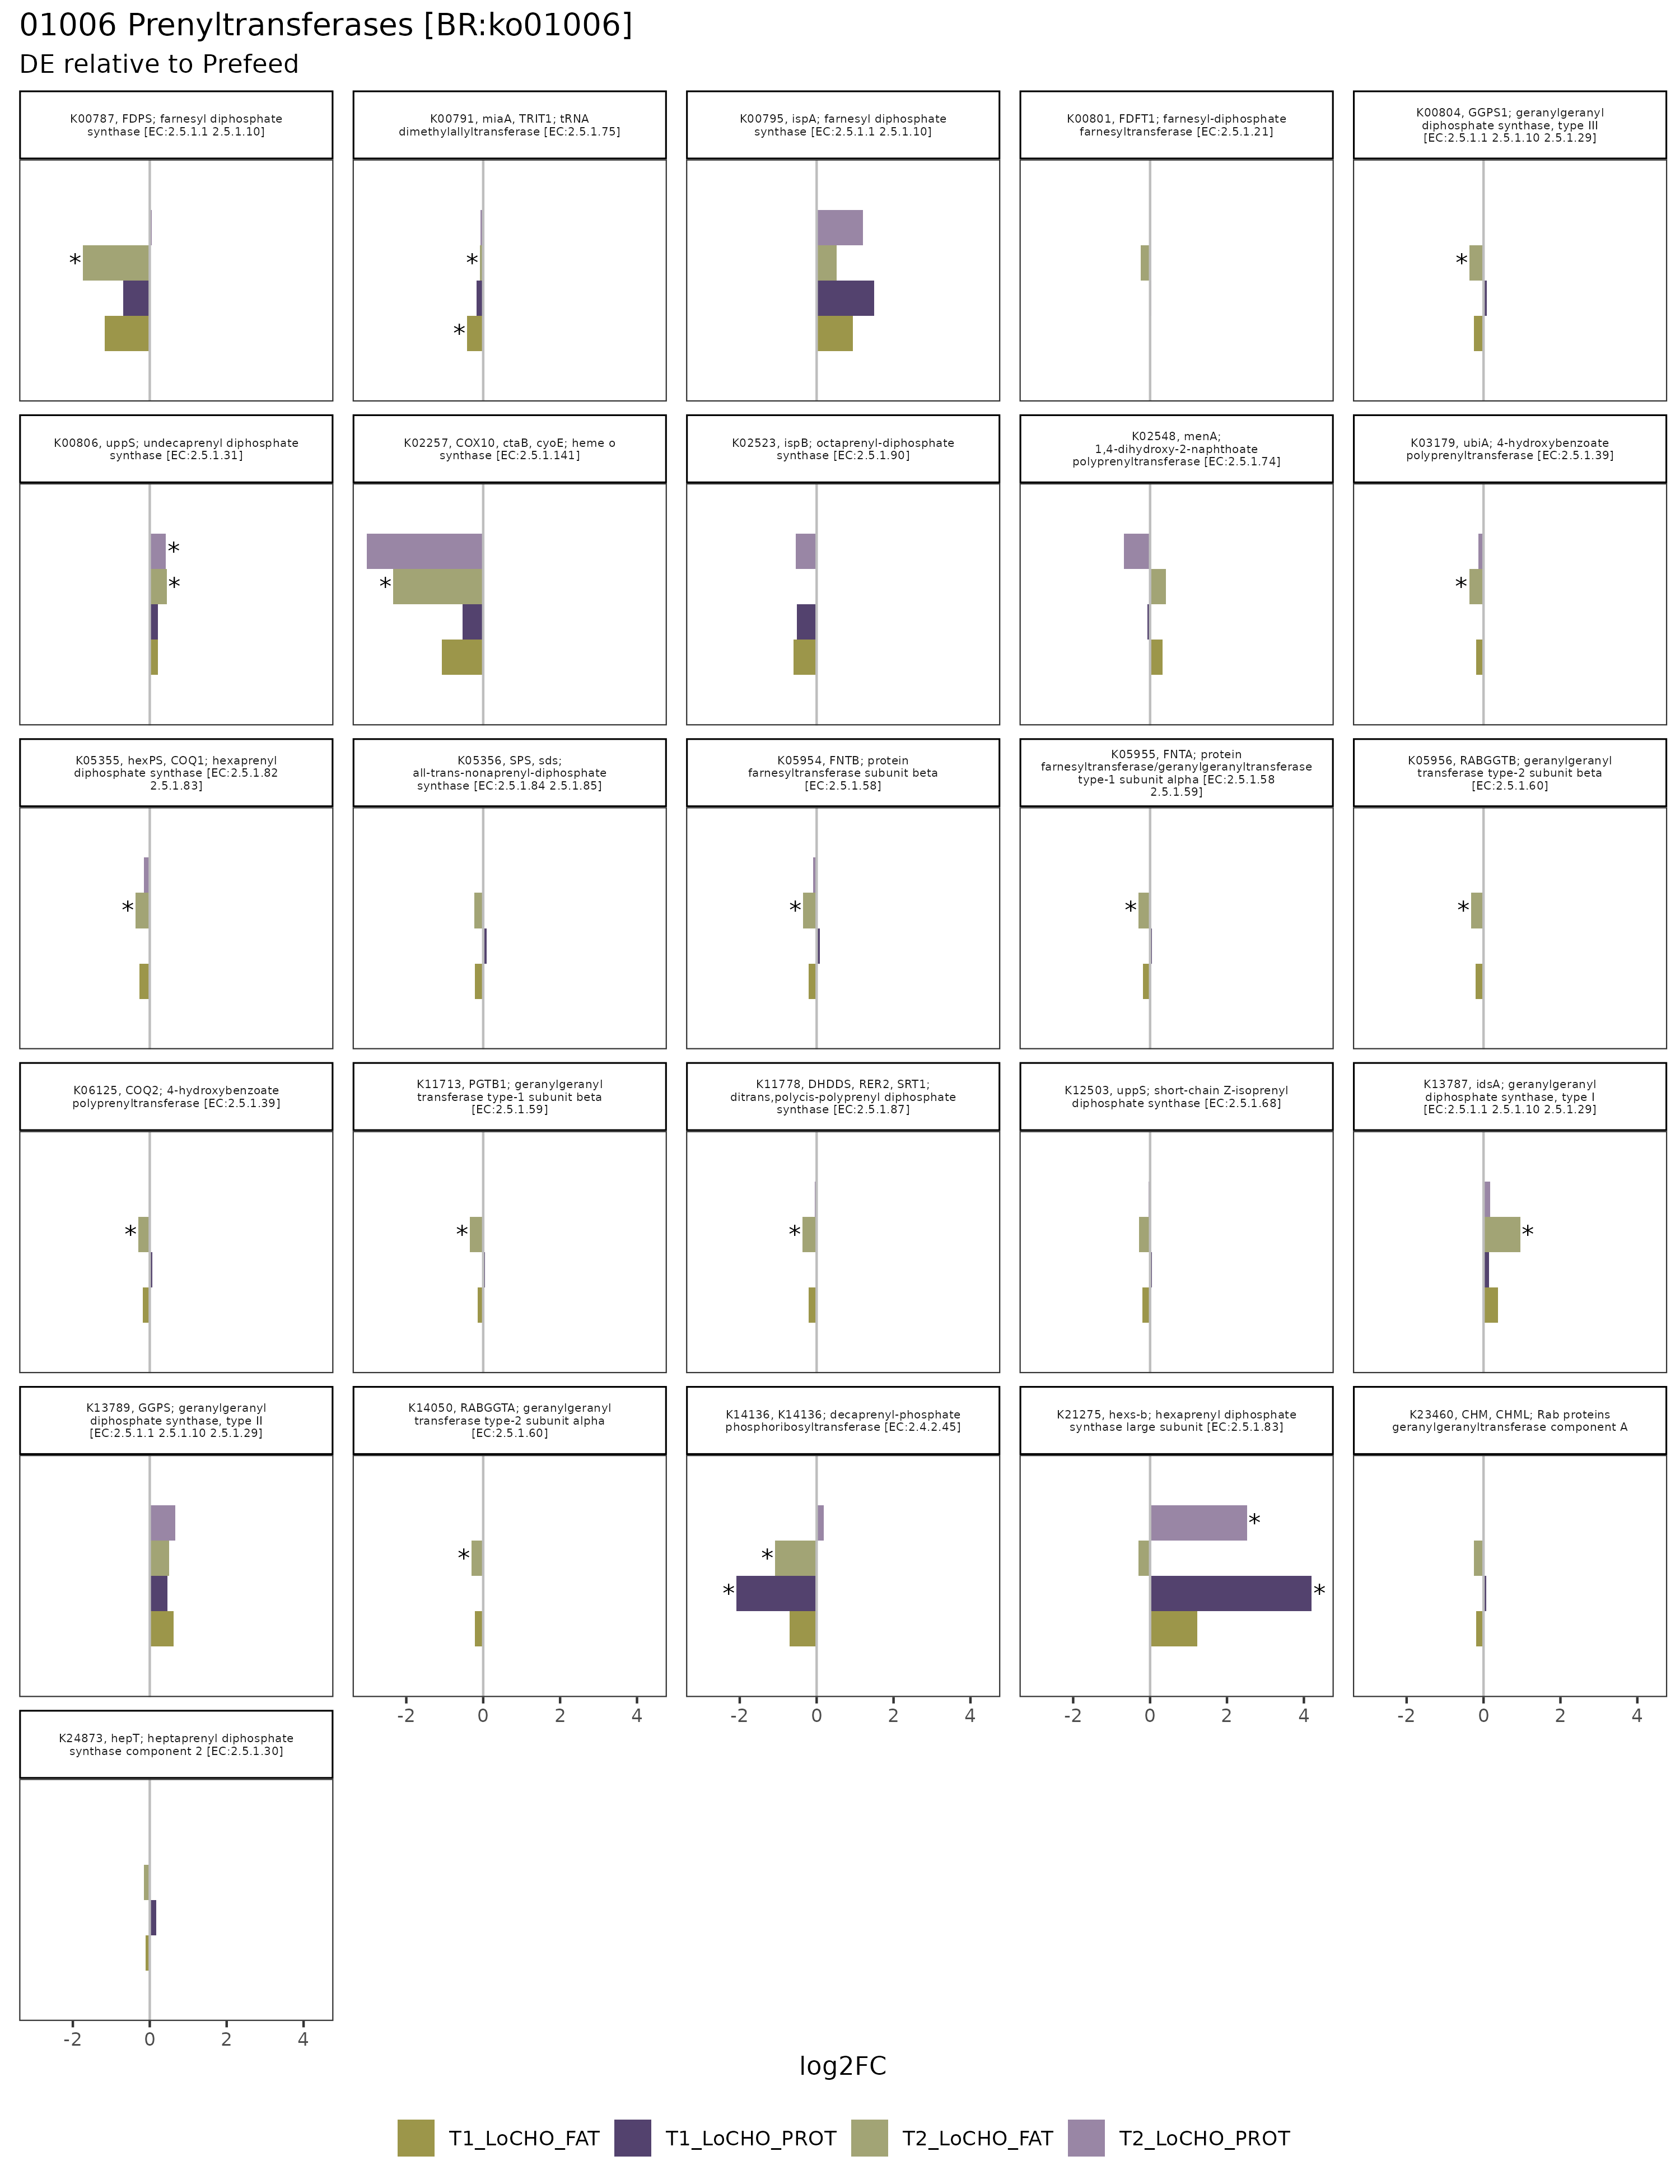 01006 Prenyltransferases [BR:ko01006]
DE relative to Prefeed
K00787, FDPS; farnesyl diphosphate
synthase [EC:2.5.1.1 2.5.1.10]
K00791, miaA, TRIT1; tRNA
dimethylallyltransferase [EC:2.5.1.75]
K00795, ispA; farnesyl diphosphate
synthase [EC:2.5.1.1 2.5.1.10]
K00801, FDFT1; farnesyl-diphosphate
farnesyltransferase [EC:2.5.1.21]
K00804, GGPS1; geranylgeranyl
diphosphate synthase, type III
[EC:2.5.1.1 2.5.1.10 2.5.1.29]
*
*
*
*
K00806, uppS; undecaprenyl diphosphate
synthase [EC:2.5.1.31]
K02257, COX10, ctaB, cyoE; heme o
synthase [EC:2.5.1.141]
K02523, ispB; octaprenyl-diphosphate
synthase [EC:2.5.1.90]
K02548, menA;
1,4-dihydroxy-2-naphthoate
polyprenyltransferase [EC:2.5.1.74]
K03179, ubiA; 4-hydroxybenzoate
polyprenyltransferase [EC:2.5.1.39]
*
*
*
*
K05355, hexPS, COQ1; hexaprenyl
diphosphate synthase [EC:2.5.1.82
2.5.1.83]
K05356, SPS, sds;
all-trans-nonaprenyl-diphosphate
synthase [EC:2.5.1.84 2.5.1.85]
K05954, FNTB; protein
farnesyltransferase subunit beta
[EC:2.5.1.58]
K05955, FNTA; protein
farnesyltransferase/geranylgeranyltransferase
type-1 subunit alpha [EC:2.5.1.58
2.5.1.59]
K05956, RABGGTB; geranylgeranyl
transferase type-2 subunit beta
[EC:2.5.1.60]
*
*
*
*
K06125, COQ2; 4-hydroxybenzoate
polyprenyltransferase [EC:2.5.1.39]
K11713, PGTB1; geranylgeranyl
transferase type-1 subunit beta
[EC:2.5.1.59]
K11778, DHDDS, RER2, SRT1;
ditrans,polycis-polyprenyl diphosphate
synthase [EC:2.5.1.87]
K12503, uppS; short-chain Z-isoprenyl
diphosphate synthase [EC:2.5.1.68]
K13787, idsA; geranylgeranyl
diphosphate synthase, type I
[EC:2.5.1.1 2.5.1.10 2.5.1.29]
*
*
*
*
K13789, GGPS; geranylgeranyl
diphosphate synthase, type II
[EC:2.5.1.1 2.5.1.10 2.5.1.29]
K14050, RABGGTA; geranylgeranyl
transferase type-2 subunit alpha
[EC:2.5.1.60]
K14136, K14136; decaprenyl-phosphate
phosphoribosyltransferase [EC:2.4.2.45]
K21275, hexs-b; hexaprenyl diphosphate
synthase large subunit [EC:2.5.1.83]
K23460, CHM, CHML; Rab proteins
geranylgeranyltransferase component A
*
*
*
*
*
-2 0 2 4
-2 0 2 4
-2 0 2 4
-2 0 2 4
K24873, hepT; heptaprenyl diphosphate
synthase component 2 [EC:2.5.1.30]
-2 0 2 4
log2FC
T1_LoCHO_FAT T1_LoCHO_PROT T2_LoCHO_FAT T2_LoCHO_PROT